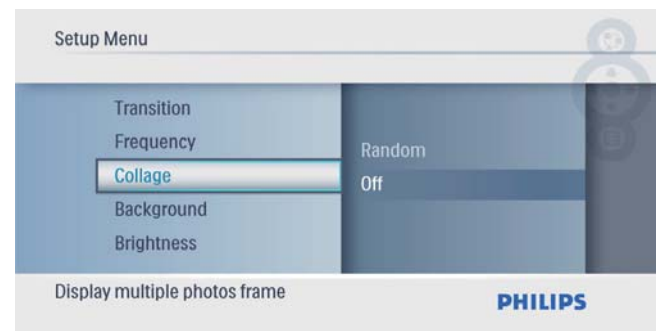 Setup Menu
Transition
Frequency
Collage
Background
Brightness
Random
Off
Display multiple photos frame
PHILIPS